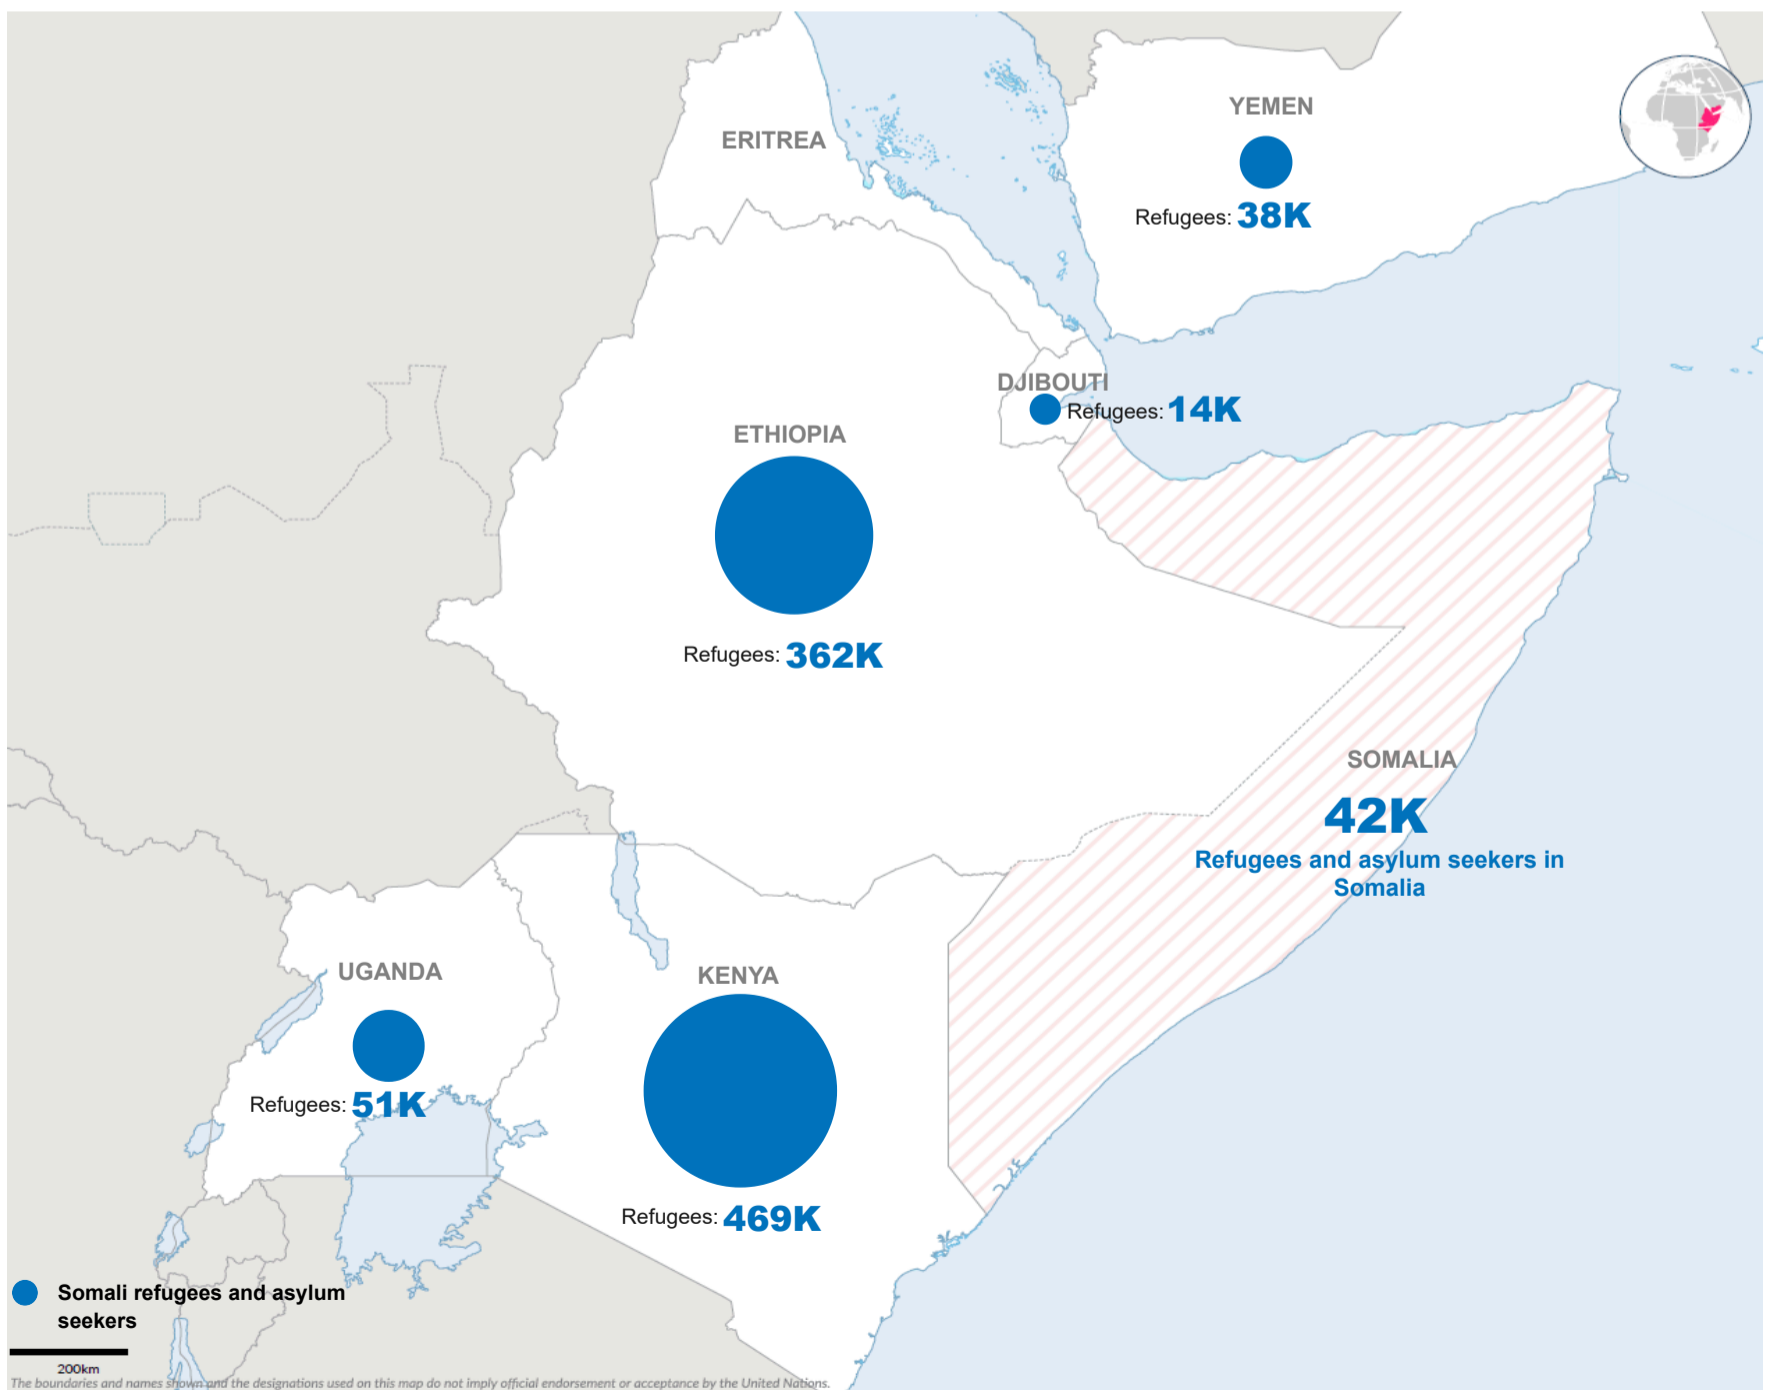 YEMEN
ERITREA
Refugees: 38K
DJIBOUTI
Refugees: 14K
ETHIOPIA
Refugees: 362K
SOMALIA
42K
Refugees and asylum seekers in
Somalia
UGANDA
KENYA
Refugees: 51K
Refugees: 469K
Somali refugees and asylum
seekers
200km
The boundaries and names shown and the designations used on this map do not imply official endorsement or acceptance by the United Nations.